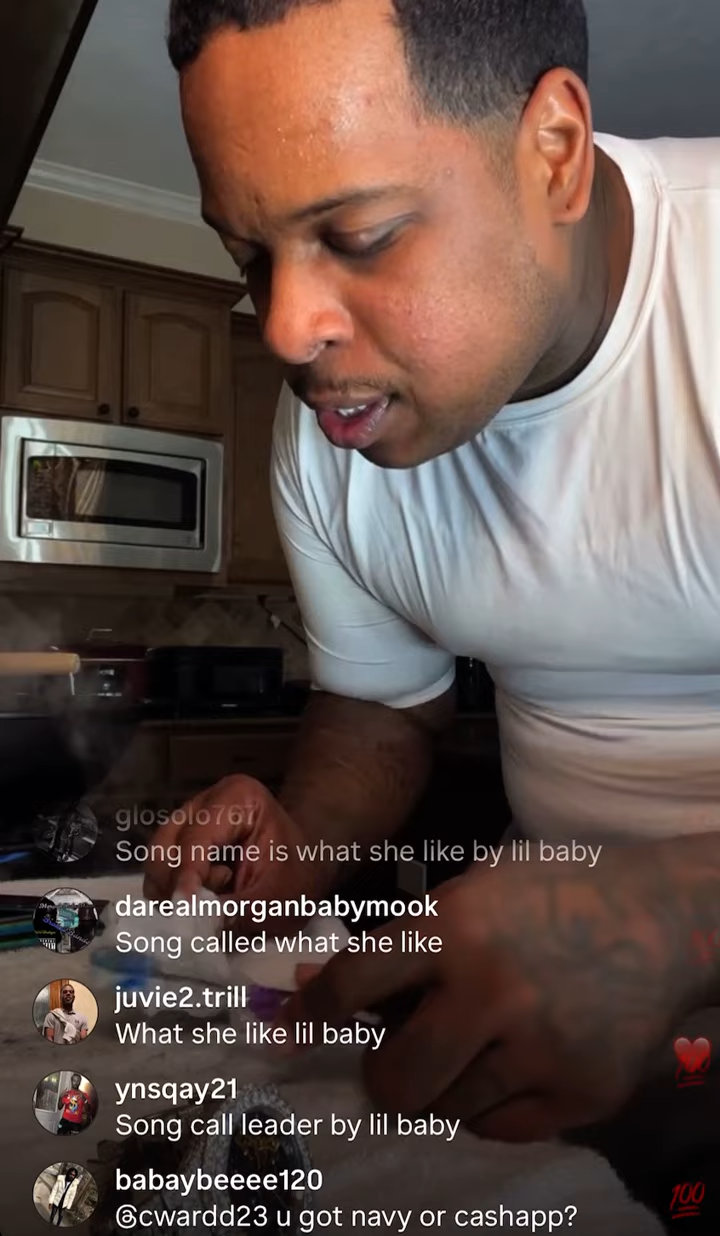 glosolo767
Song name is what she like by lil baby
darealmorganbabymook
Song called what she like
juvie2.trill
What she like lil baby
ynsqay21
Song call leader by lil baby
babaybeeee120
@cwardd23 u got navy or cashapp?
100